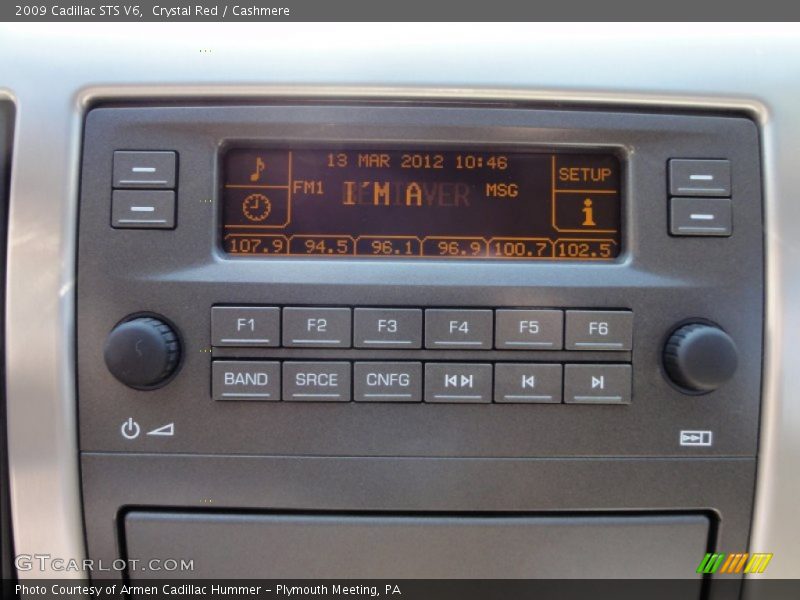 2009 Cadillac STS V6, Crystal Red / Cashmere
13 MAR 2012 10:46
SETUP
FM1 I'M A MSG
i
107.9 94.5 96.1 96.9 100.7 102.5
F1 F2 F3 F4 F5 F6
BAND SRCE CNFG
GTCARLOT.COM
Photo Courtesy of Armen Cadillac Hummer - Plymouth Meeting, PA